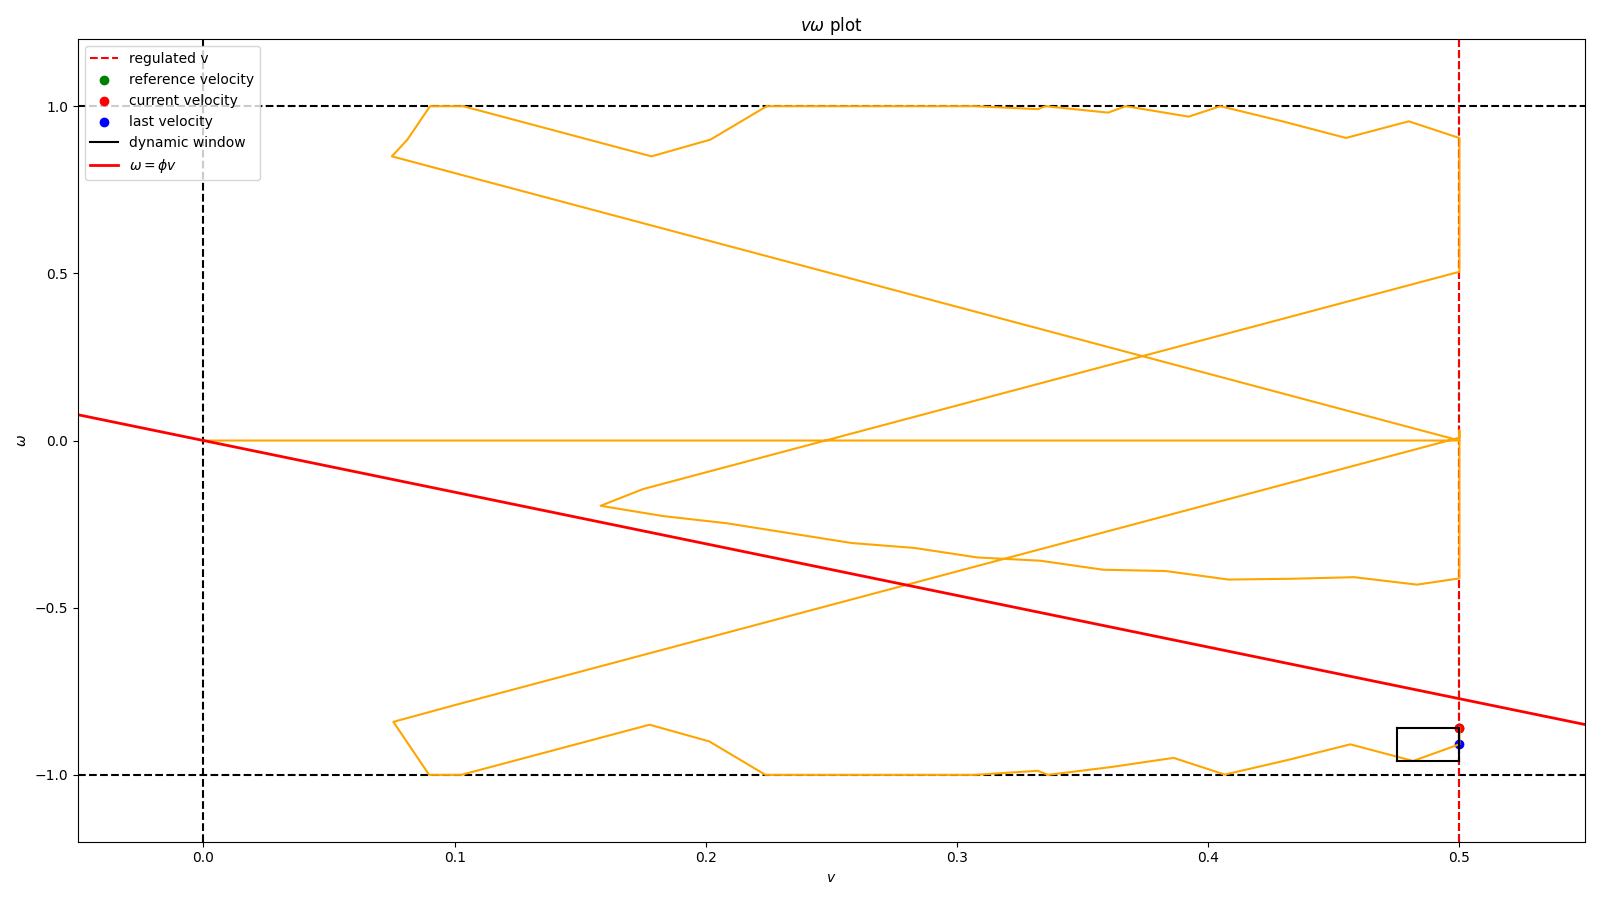 vω plot
regulated v
reference velocity
current velocity
last velocity
dynamic window
ω = ϕv
1.0
0.5
0.0
−0.5
−1.0
ω
0.0 0.1 0.2 0.3 0.4 0.5
v